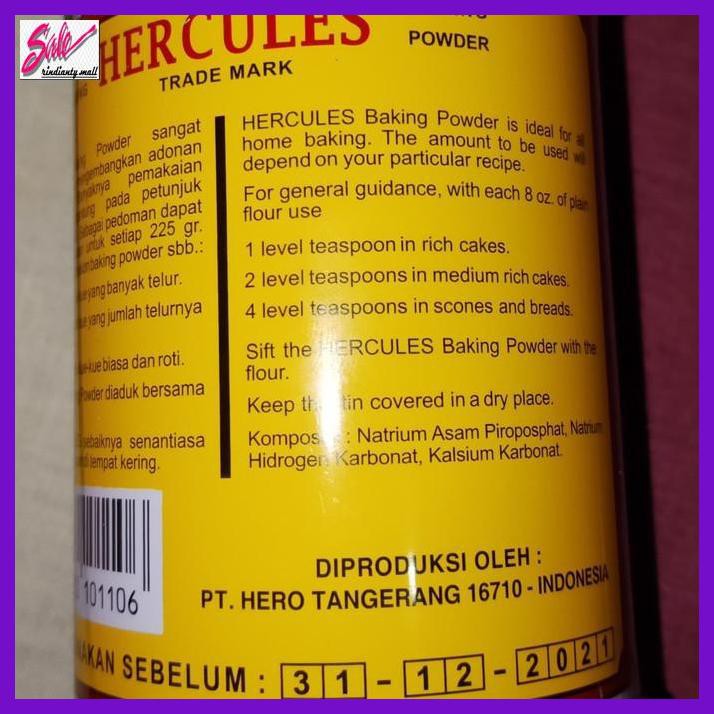 Sale
rindianty mall
HERCULES
POWDER
TRADE MARK
Powder sangat
adonan
pemakaian
pada petunjuk
pedoman dapat
untuk setiap 225 gr.
baking powder sbb.:
yang banyak telur.
yang jumlah telurnya
biasa dan roti.
Powder diaduk bersama
sebaiknya senantiasa
tempat kering.
HERCULES Baking Powder is ideal for all
home baking. The amount to be used will
depend on your particular recipe.
For general guidance, with each 8 oz. of plain
flour use
1 level teaspoon in rich cakes.
2 level teaspoons in medium rich cakes.
4 level teaspoons in scones and breads.
Sift the HERCULES Baking Powder with the
flour.
Keep the tin covered in a dry place.
: Natrium Asam Piroposphat, Natrium
Hidrogen Karbonat, Kalsium Karbonat.
101106
DIPRODUKSI OLEH :
PT. HERO TANGERANG 16710 - INDONESIA
SEBELUM : 31 - 12 - 2021